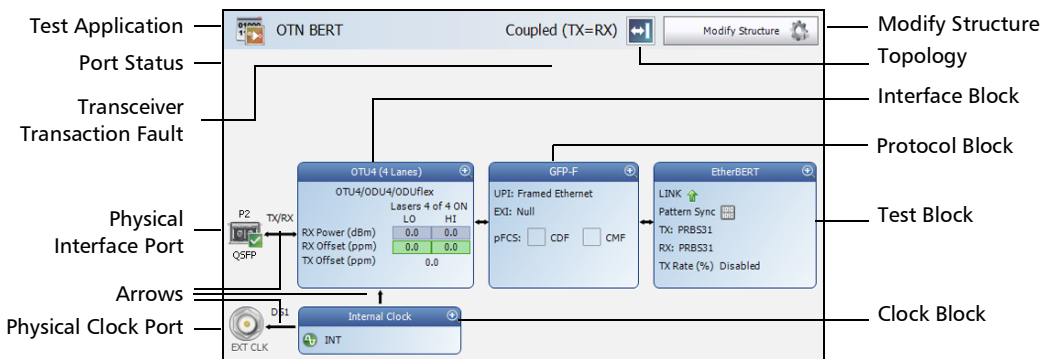 Test Application
OTN BERT
Coupled (TX=RX)
Modify Structure
Modify Structure
Port Status
Topology
Transceiver
Transaction Fault
Interface Block
Protocol Block
OTU4 (4 Lanes)
OTU4/ODU4/ODUflex
Lasers 4 of 4 ON
LO HI
RX Power (dBm) 0.0 0.0
RX Offset (ppm) 0.0 0.0
TX Offset (ppm) 0.0
GFP-F
UPI: Framed Ethernet
EXI: Null
pFCS: CDF CMF
EtherBERT
LINK
Pattern Sync
TX: PRBS31
RX: PRBS31
TX Rate (%) Disabled
Test Block
Physical
Interface Port
P2
TX/RX
QSFP
Arrows
Physical Clock Port
DS1
EXT CLK
Internal Clock
INT
Clock Block